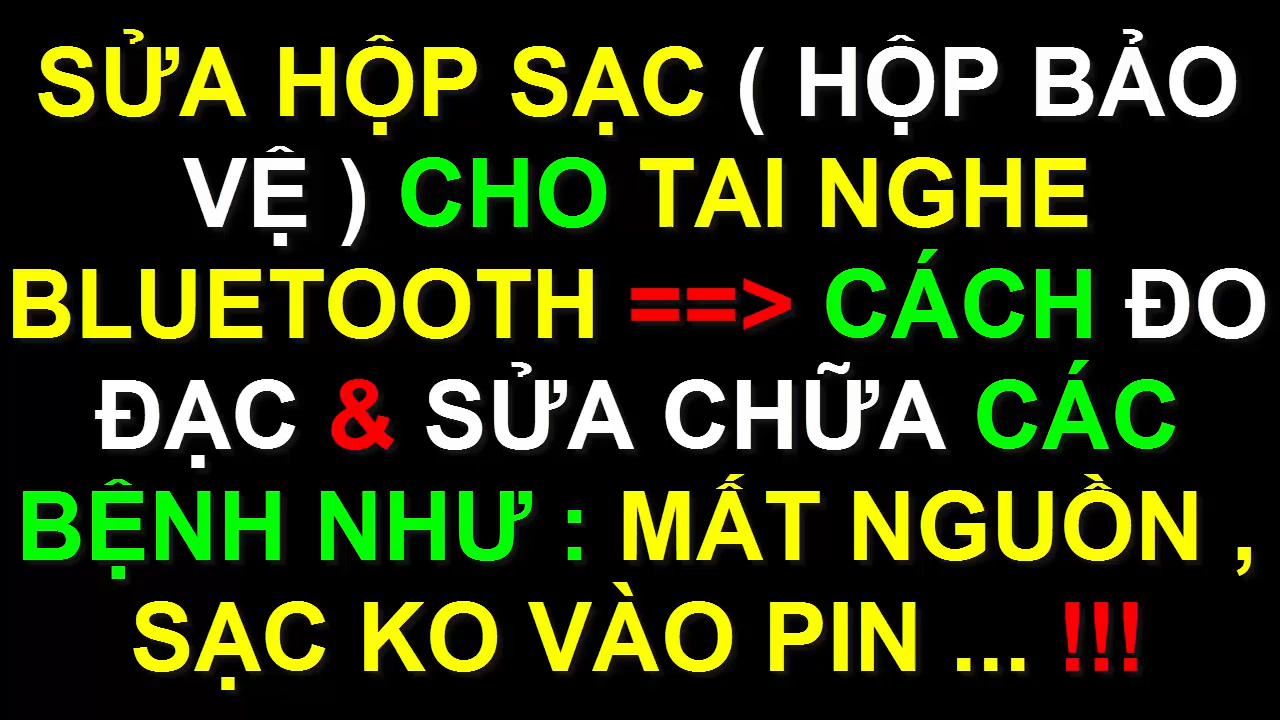 SỬA HỘP SẠC ( HỘP BẢO
VỆ ) CHO TAI NGHE
BLUETOOTH ==> CÁCH ĐO
ĐẠC & SỬA CHỮA CÁC
BỆNH NHƯ : MẤT NGUỒN ,
SẠC KO VÀO PIN ... !!!